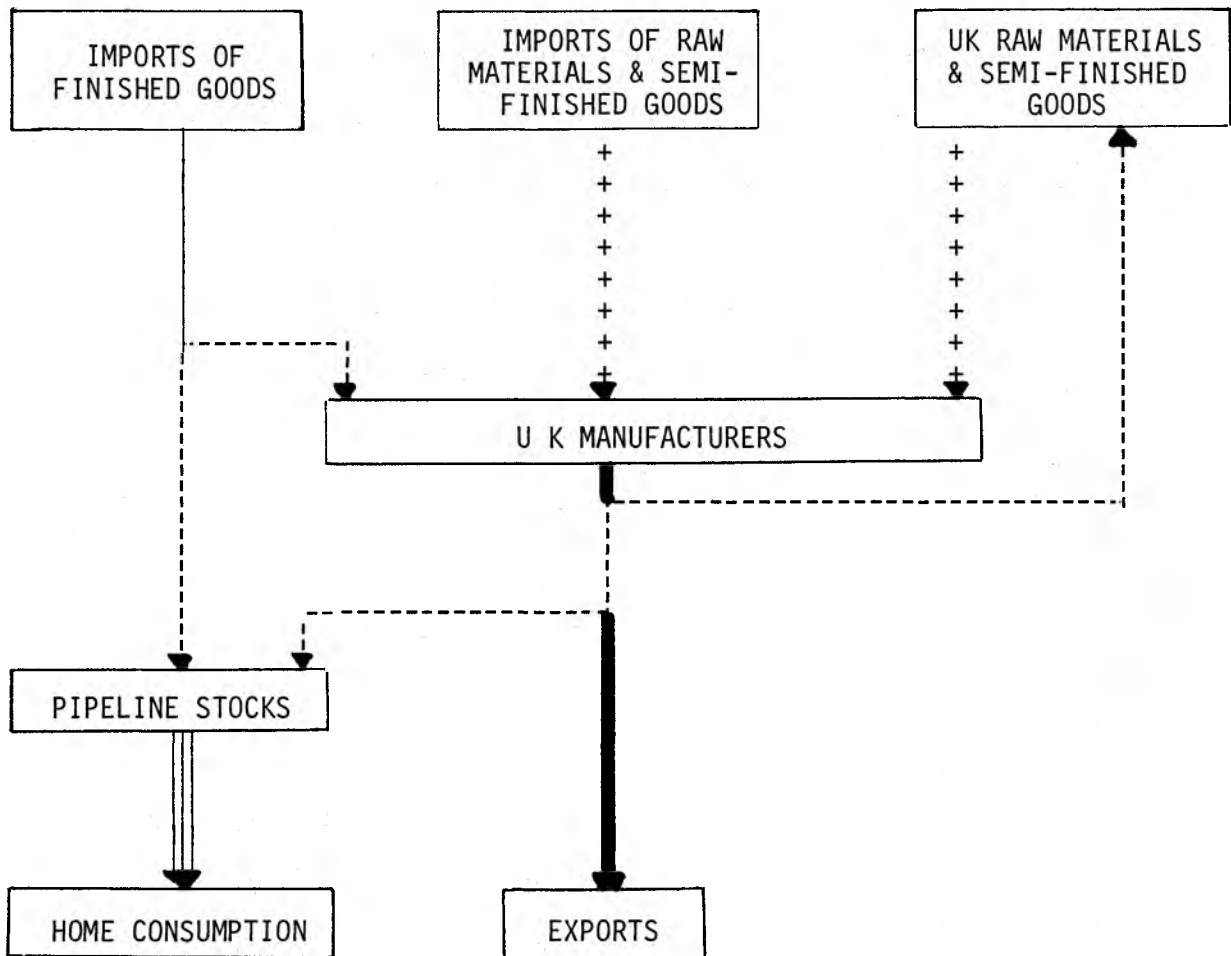 IMPORTS OF
FINISHED GOODS
IMPORTS OF RAW
MATERIALS & SEMI-
FINISHED GOODS
UK RAW MATERIALS
& SEMI-FINISHED
GOODS
U K MANUFACTURERS
PIPELINE STOCKS
HOME CONSUMPTION
EXPORTS